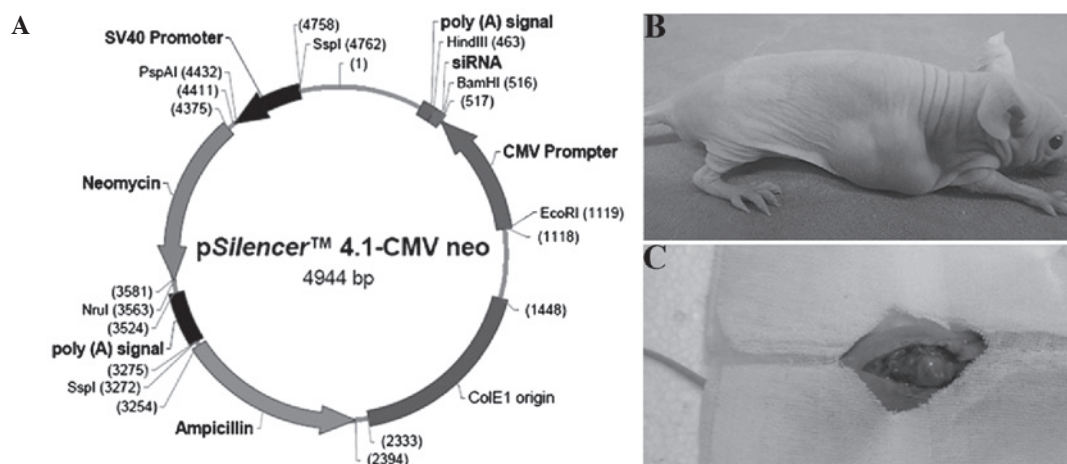 A
B
C
(4758)
SV40 Promoter
SspI (4762)
(1)
poly (A) signal
HindIII (463)
siRNA
BamHI (516)
(517)
PspAI (4432)
(4411)
(4375)
CMV Prompter
Neomycin
EcoRI (1119)
(1118)
pSilencer™ 4.1-CMV neo
4944 bp
(3581)
NruI (3563)
(3524)
poly (A) signal
(3275)
SspI (3272)
(3254)
(1448)
ColE1 origin
Ampicillin
(2333)
(2394)